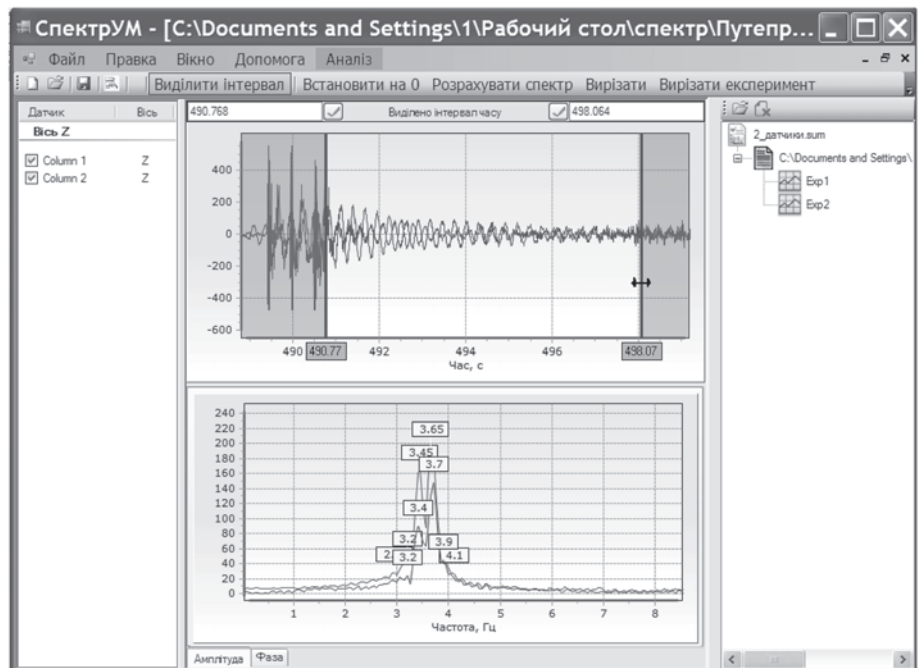 СпектрУМ - [C:\Documents and Settings\1\Рабочий стол\спектр\Путепр...
Файл Правка Вікно Допомога Аналіз
Виділити інтервал Встановити на 0 Розрахувати спектр Вирізати Вирізати експеримент
Датчик Вісь
Вісь Z
Column 1 Z
Column 2 Z
490.768 Виділено інтервал часу 498.064
400
200
0
-200
-400
-600
490 490.77 492 494 496 498.07
Час, с
240
220
200
180
160
140
120
100
80
60
40
20
0
3.65
3.45
3.7
3.4
3.2
3.9
3.2
4.1
1 2 3 4 5 6 7 8
Частота, Гц
Амплітуда Фаза
2_датчики.sum
C:\Documents and Settings\
Exp1
Exp2